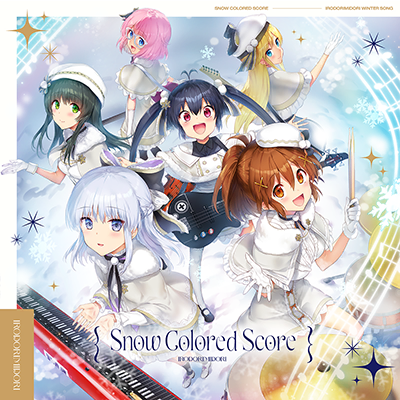 SNOW COLORED SCORE
IRODORIMIDORI WINTER SONG
{ Snow Colored Score }
IRODORIMIDORI
IRODORIMIDORI